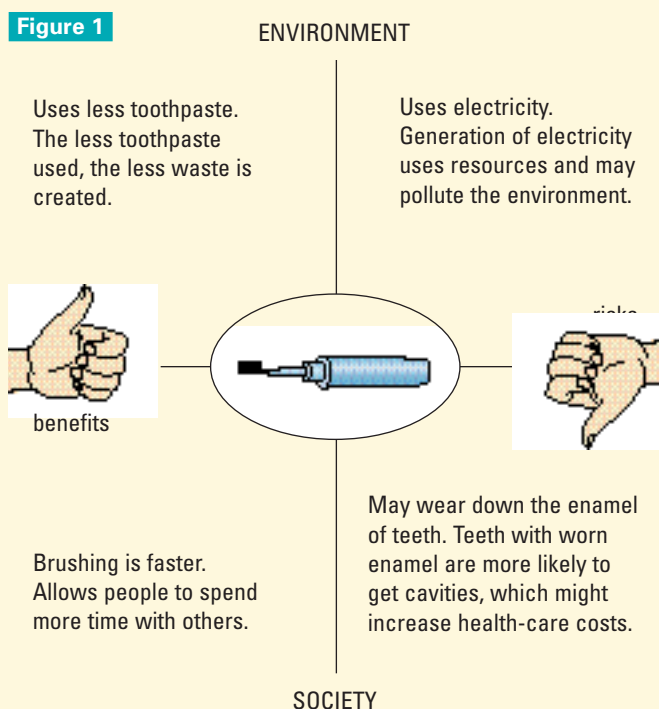 Figure 1
ENVIRONMENT
Uses less toothpaste.
The less toothpaste
used, the less waste is
created.
Uses electricity.
Generation of electricity
uses resources and may
pollute the environment.
risks
benefits
Brushing is faster.
Allows people to spend
more time with others.
May wear down the enamel
of teeth. Teeth with worn
enamel are more likely to
get cavities, which might
increase health-care costs.
SOCIETY